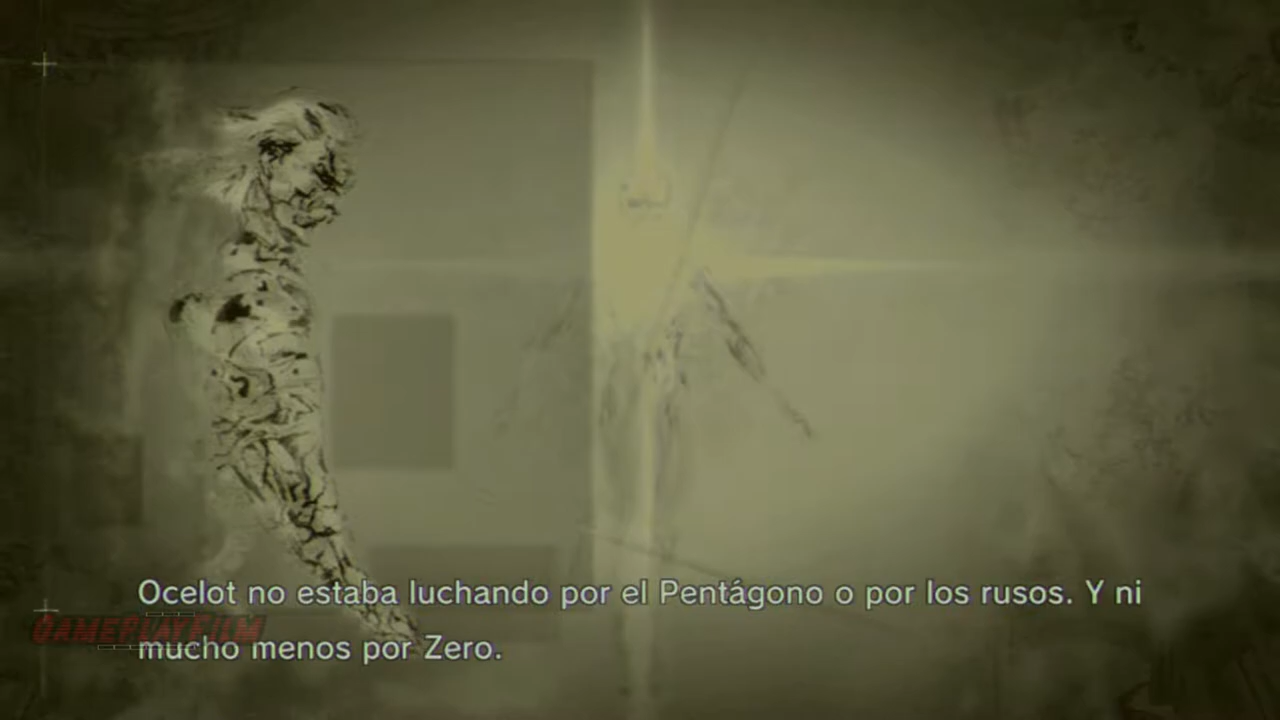 Ocelot no estaba luchando por el Pentágono o por los rusos. Y ni
GAMEPLAYFILM
mucho menos por Zero.